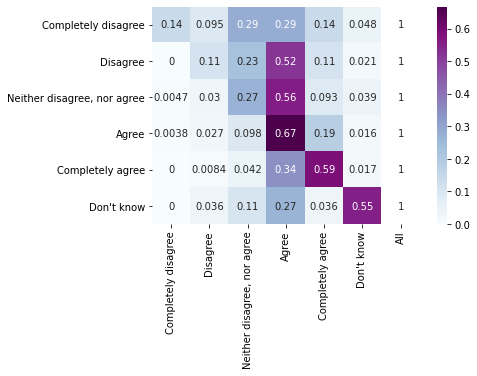 Completely disagree 0.14 0.095 0.29 0.29 0.14 0.048 1
Disagree 0 0.11 0.23 0.52 0.11 0.021 1
Neither disagree, nor agree 0.0047 0.03 0.27 0.56 0.093 0.039 1
Agree 0.0038 0.027 0.098 0.67 0.19 0.016 1
Completely agree 0 0.0084 0.042 0.34 0.59 0.017 1
Don't know 0 0.036 0.11 0.27 0.036 0.55 1
Completely disagree
Disagree
Neither disagree, nor agree
Agree
Completely agree
Don't know
All
0.6
0.5
0.4
0.3
0.2
0.1
0.0